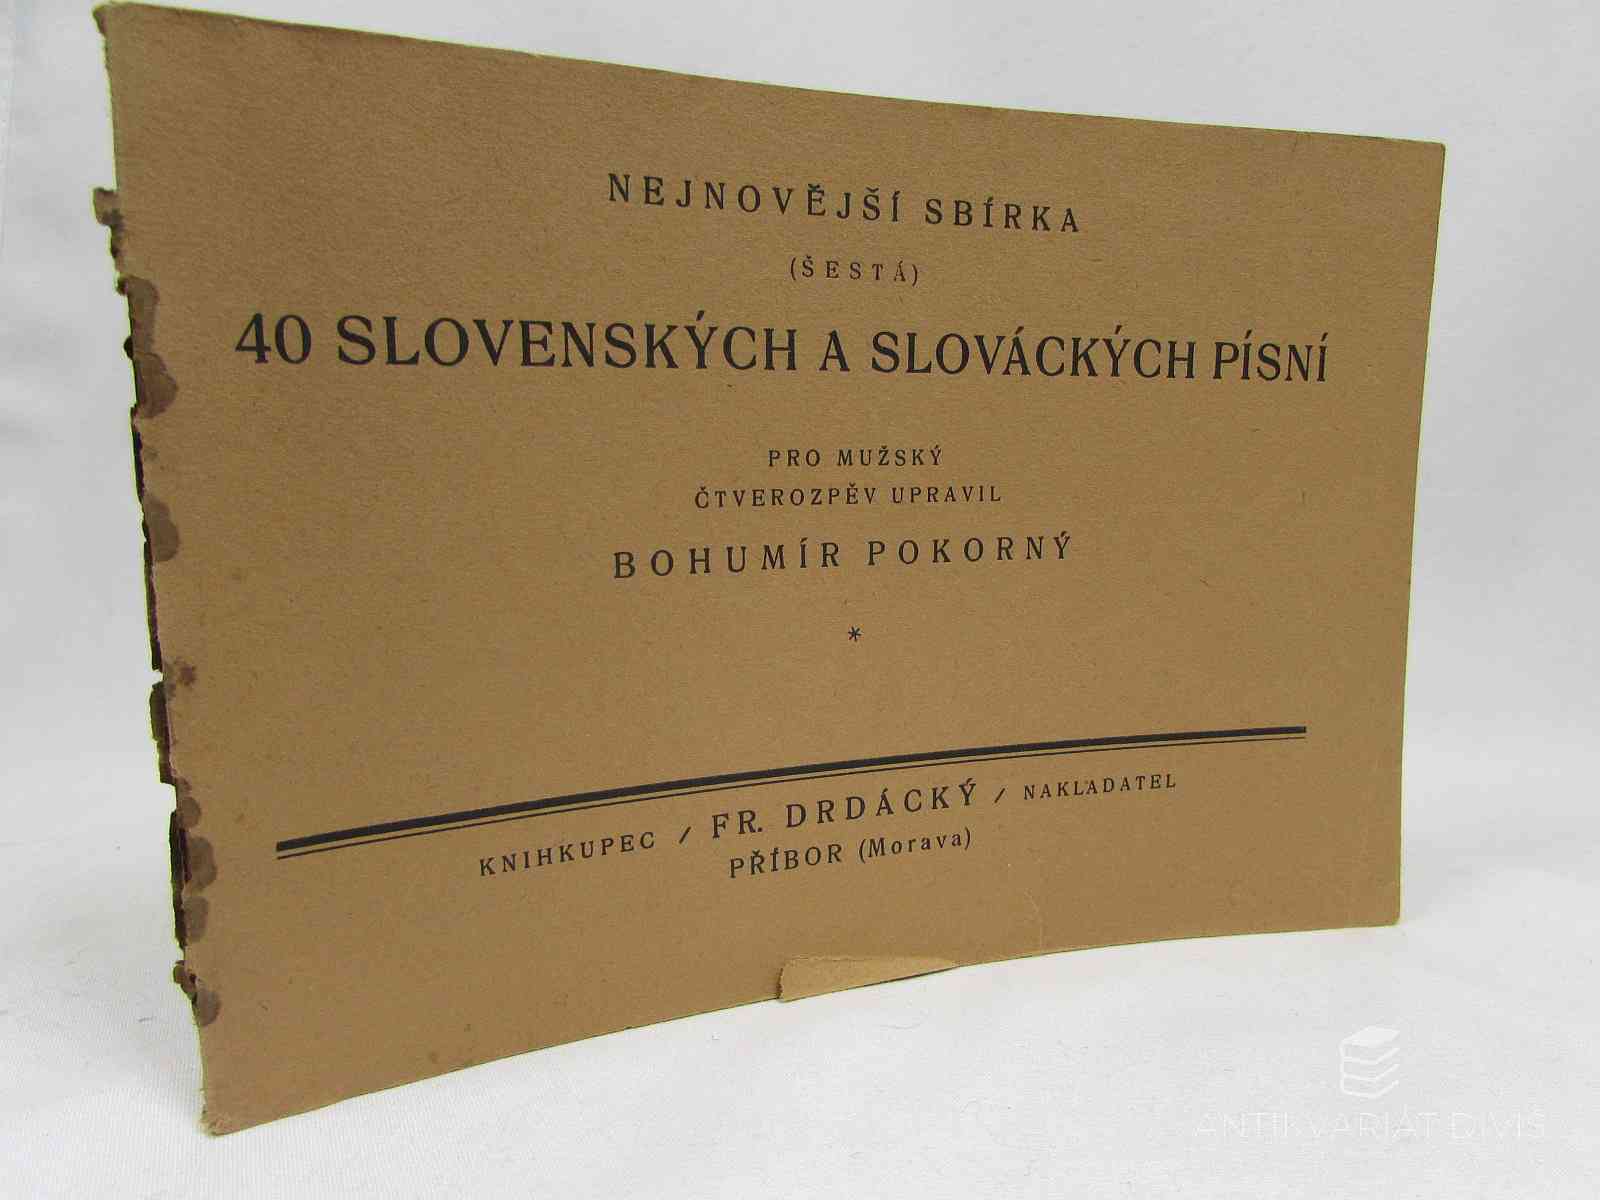 NEJNOVĚJŠÍ SBÍRKA
(ŠESTÁ)
40 SLOVENSKÝCH A SLOVÁCKÝCH PÍSNÍ
PRO MUŽSKÝ
ČTVEROZPĚV UPRAVIL
BOHUMÍR POKORNÝ
*
KNIHKUPEC / FR. DRDÁCKÝ / NAKLADATEL
PŘÍBOR (Morava)
ANTIKVARIÁT DIVIŠ